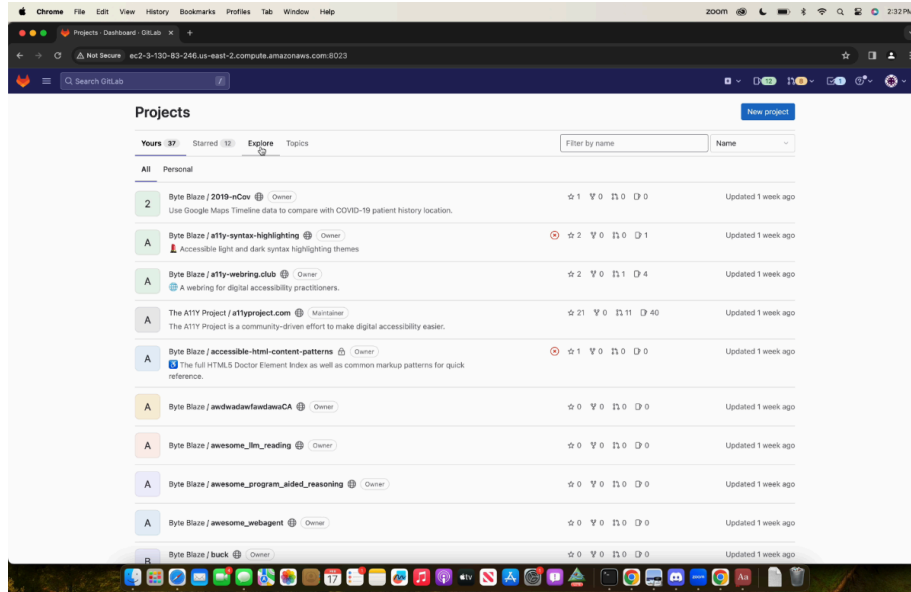 Chrome File Edit View History Bookmarks Profiles Tab Window Help zoom 2:32 PM
Projects · Dashboard · GitLab
Not Secure ec2-3-130-83-246.us-east-2.compute.amazonaws.com:8023
Search GitLab / 12 8 1
Projects New project
Yours 37 Starred 12 Explore Topics Filter by name Name
All Personal
2 Byte Blaze / 2019-nCov Owner 1 0 0 0 Updated 1 week ago
Use Google Maps Timeline data to compare with COVID-19 patient history location.
A Byte Blaze / a11y-syntax-highlighting Owner 2 0 0 1 Updated 1 week ago
Accessible light and dark syntax highlighting themes
A Byte Blaze / a11y-webring.club Owner 2 0 1 4 Updated 1 week ago
A webring for digital accessibility practitioners.
A The A11Y Project / a11yproject.com Maintainer 21 0 11 40 Updated 1 week ago
The A11Y Project is a community-driven effort to make digital accessibility easier.
A Byte Blaze / accessible-html-content-patterns Owner 1 0 0 0 Updated 1 week ago
The full HTML5 Doctor Element Index as well as common markup patterns for quick
reference.
A Byte Blaze / awdwadawfawdawaCA Owner 0 0 0 0 Updated 1 week ago
A Byte Blaze / awesome_llm_reading Owner 0 0 0 0 Updated 1 week ago
A Byte Blaze / awesome_program_aided_reasoning Owner 0 0 0 0 Updated 1 week ago
A Byte Blaze / awesome_webagent Owner 0 0 0 0 Updated 1 week ago
B Byte Blaze / buck Owner 0 0 0 0 Updated 1 week ago
17 tv zoom Aa